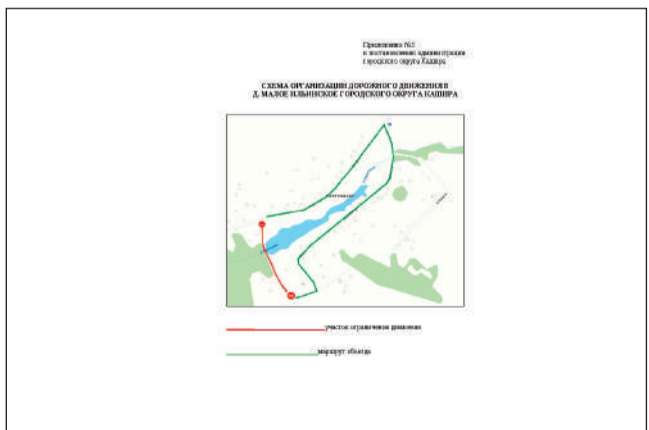 Приложение №3
к постановлению администрации
городского округа Кашира
СХЕМА ОРГАНИЗАЦИИ ДОРОЖНОГО ДВИЖЕНИЯ В
Д. МАЛОЕ ИЛЬИНСКОЕ ГОРОДСКОГО ОКРУГА КАШИРА
участок ограничения движения
маршрут объезда